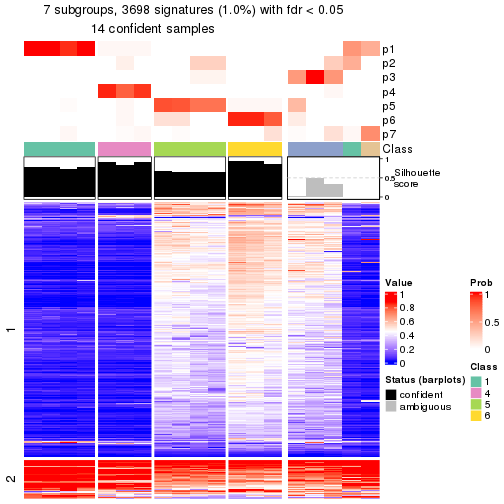 7 subgroups, 3698 signatures (1.0%) with fdr < 0.05
14 confident samples
p1
p2
p3
p4
p5
p6
p7
Class
1
0.5
0
Silhouette
score
1
2
Value
1
0.8
0.6
0.4
0.2
0
Status (barplots)
confident
ambiguous
Prob
1
0.5
0
Class
1
4
5
6